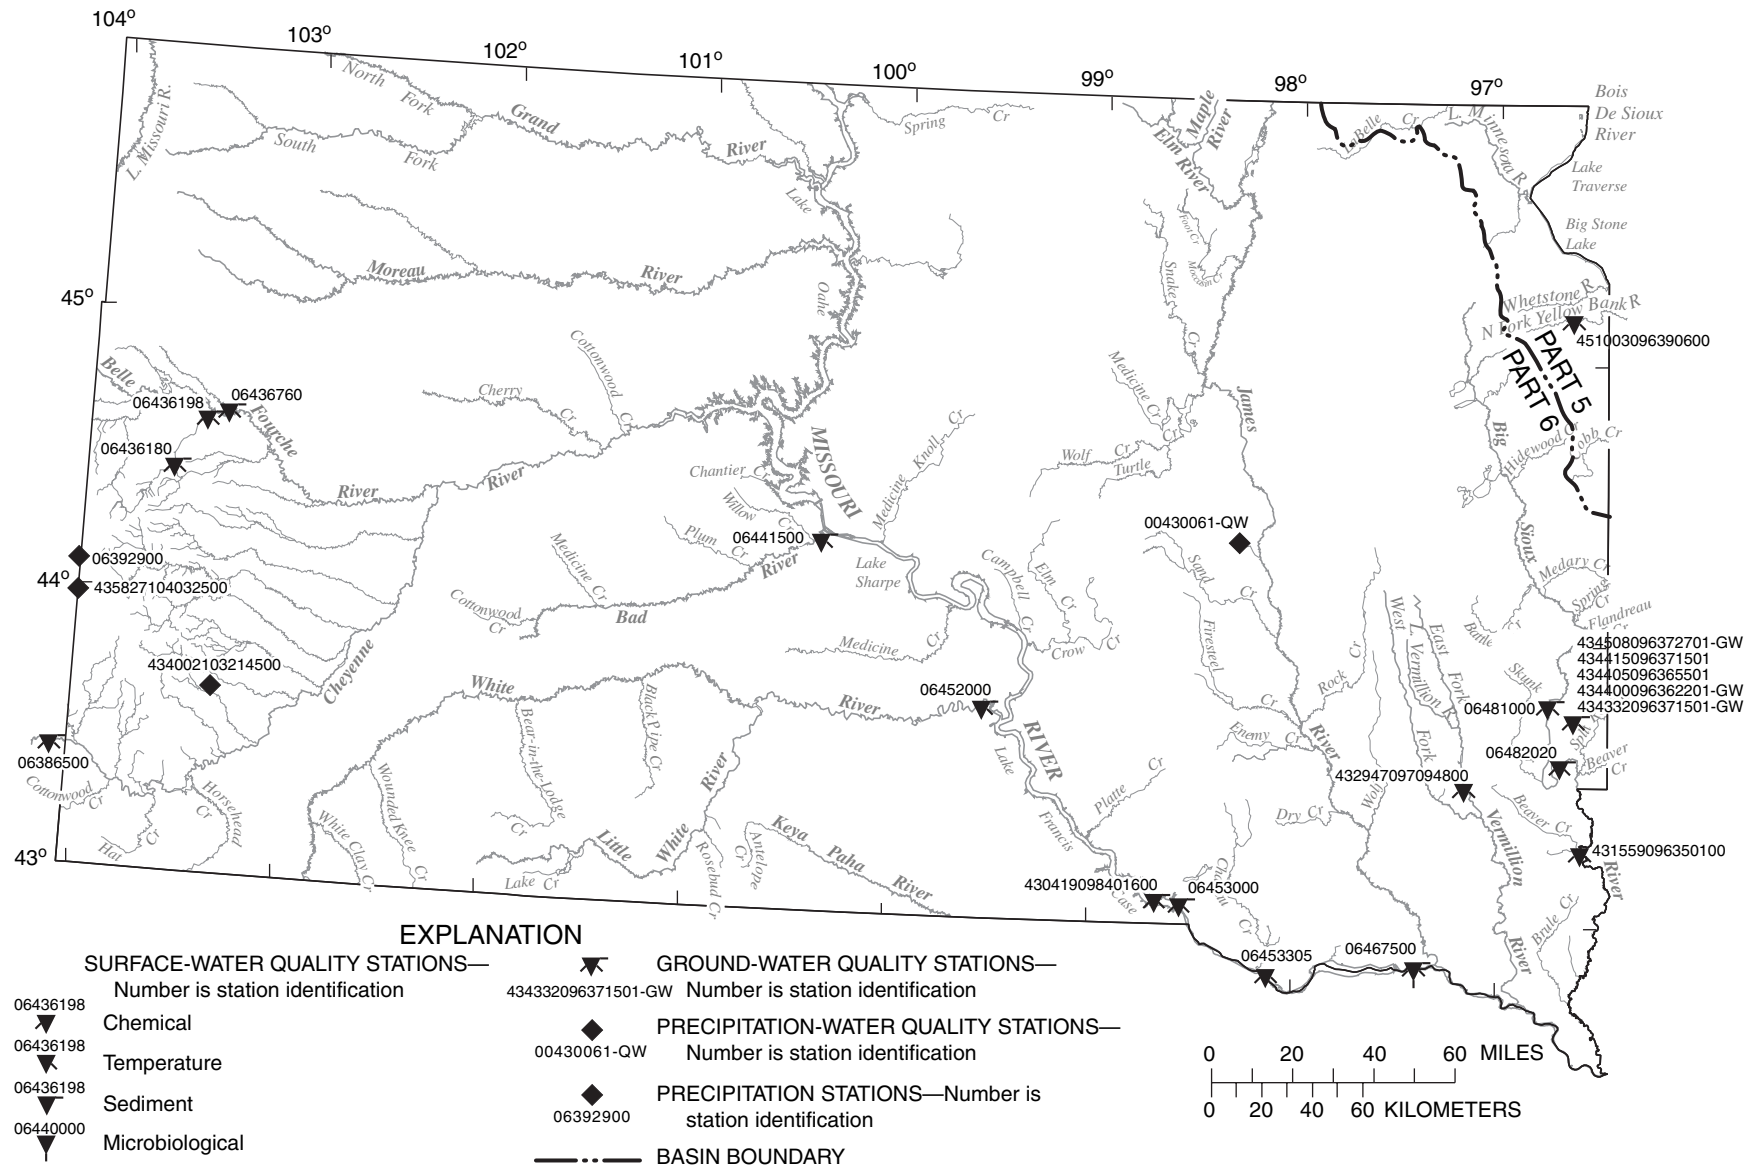 104°
103°
102°
101°
100°
99°
98°
97°
45°
44°
43°
L. Missouri R.
North
Fork
Grand
River
South
Fork
Lake
Oahe
Spring
Cr
Maple
River
Elm River
LaBelle
Cr
L. Minnesota R
Bois
De Sioux
River
Lake
Traverse
Big Stone
Lake
Moreau
River
Foot Cr
Moccasin Cr
Snake
Cr
Whetstone R
N Fork Yellow Bank R
451003096390600
PART 5
PART 6
Belle
Fourche
River
06436198
06436760
06436180
Cherry
Cr
Cottonwood
Cr
River
Medicine
Cr
James
Wolf
Cr
Turtle
Cr
Big
Hidewood Cr
Cobb Cr
MISSOURI
Chantier Cr
Willow
Cr
Plum
Cr
06441500
River
Medicine Knoll Cr
Lake
Sharpe
00430061-QW
Sioux
06392900
435827104032500
Medicine
Cr
Cottonwood
Cr
Bad
Campbell
Cr
Elm
Cr
Sand
Cr
Medary Cr
Spring
Cr
Flandreau
Battle
Cr
Medicine
Cr
Crow
Cr
Firesteel
Cr
West
L. Vermillion R
East
Fork
Fork
434508096372701-GW
434415096371501
434405096365501
434400096362201-GW
434332096371501-GW
4340021032​14500
Cheyenne
White
River
06452000
Rock
Cr
Skunk
06481000
06482020
Beaver
Cr
06386500
Cottonwood
Cr
Hat
Cr
Horsehead
Cr
Wounded Knee
Cr
White Clay Cr
Bear-in-the-Lodge
Cr
Black Pipe Cr
River
RIVER
Lake
Francis
Case
Platte
Cr
Enemy
Cr
River
Wolf
432947097094800
Dry Cr
Vermillion
River
Beaver Cr
431559096350100
River
Little
White
Lake
Cr
Rosebud Cr
Antelope
Cr
Keya
Paha
River
430419098401600
06453000
Cr
06453305
06467500
Brule Cr
EXPLANATION
SURFACE-WATER QUALITY STATIONS—
Number is station identification
06436198
Chemical
06436198
Temperature
06436198
Sediment
06440000
Microbiological
GROUND-WATER QUALITY STATIONS—
434332096371501-GW
Number is station identification
PRECIPITATION-WATER QUALITY STATIONS—
00430061-QW
Number is station identification
PRECIPITATION STATIONS—Number is
06392900
station identification
BASIN BOUNDARY
0 20 40 60 MILES
0 20 40 60 KILOMETERS